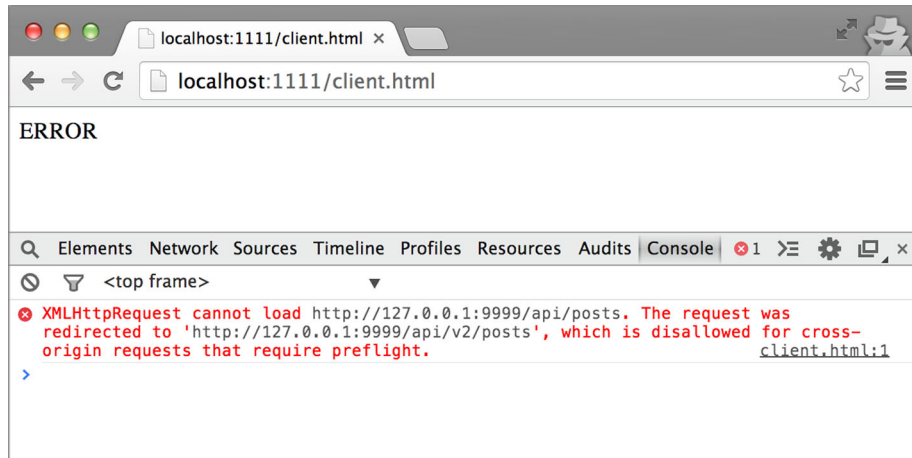 localhost:1111/client.html ×
localhost:1111/client.html
ERROR
Elements Network Sources Timeline Profiles Resources Audits Console 1
<top frame>
XMLHttpRequest cannot load http://127.0.0.1:9999/api/posts. The request was
redirected to 'http://127.0.0.1:9999/api/v2/posts', which is disallowed for cross-
origin requests that require preflight. client.html:1